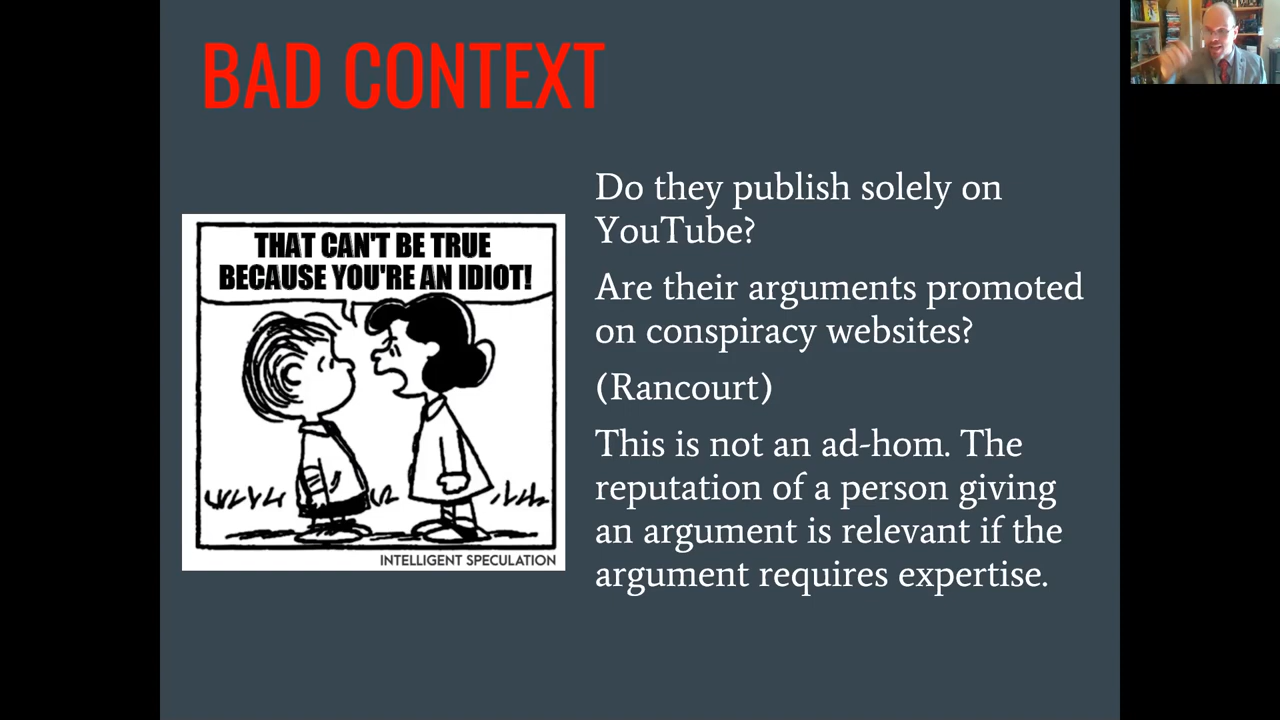 BAD CONTEXT
THAT CAN'T BE TRUE
BECAUSE YOU'RE AN IDIOT!
INTELLIGENT SPECULATION
Do they publish solely on
YouTube?
Are their arguments promoted
on conspiracy websites?
(Rancourt)
This is not an ad-hom. The
reputation of a person giving
an argument is relevant if the
argument requires expertise.